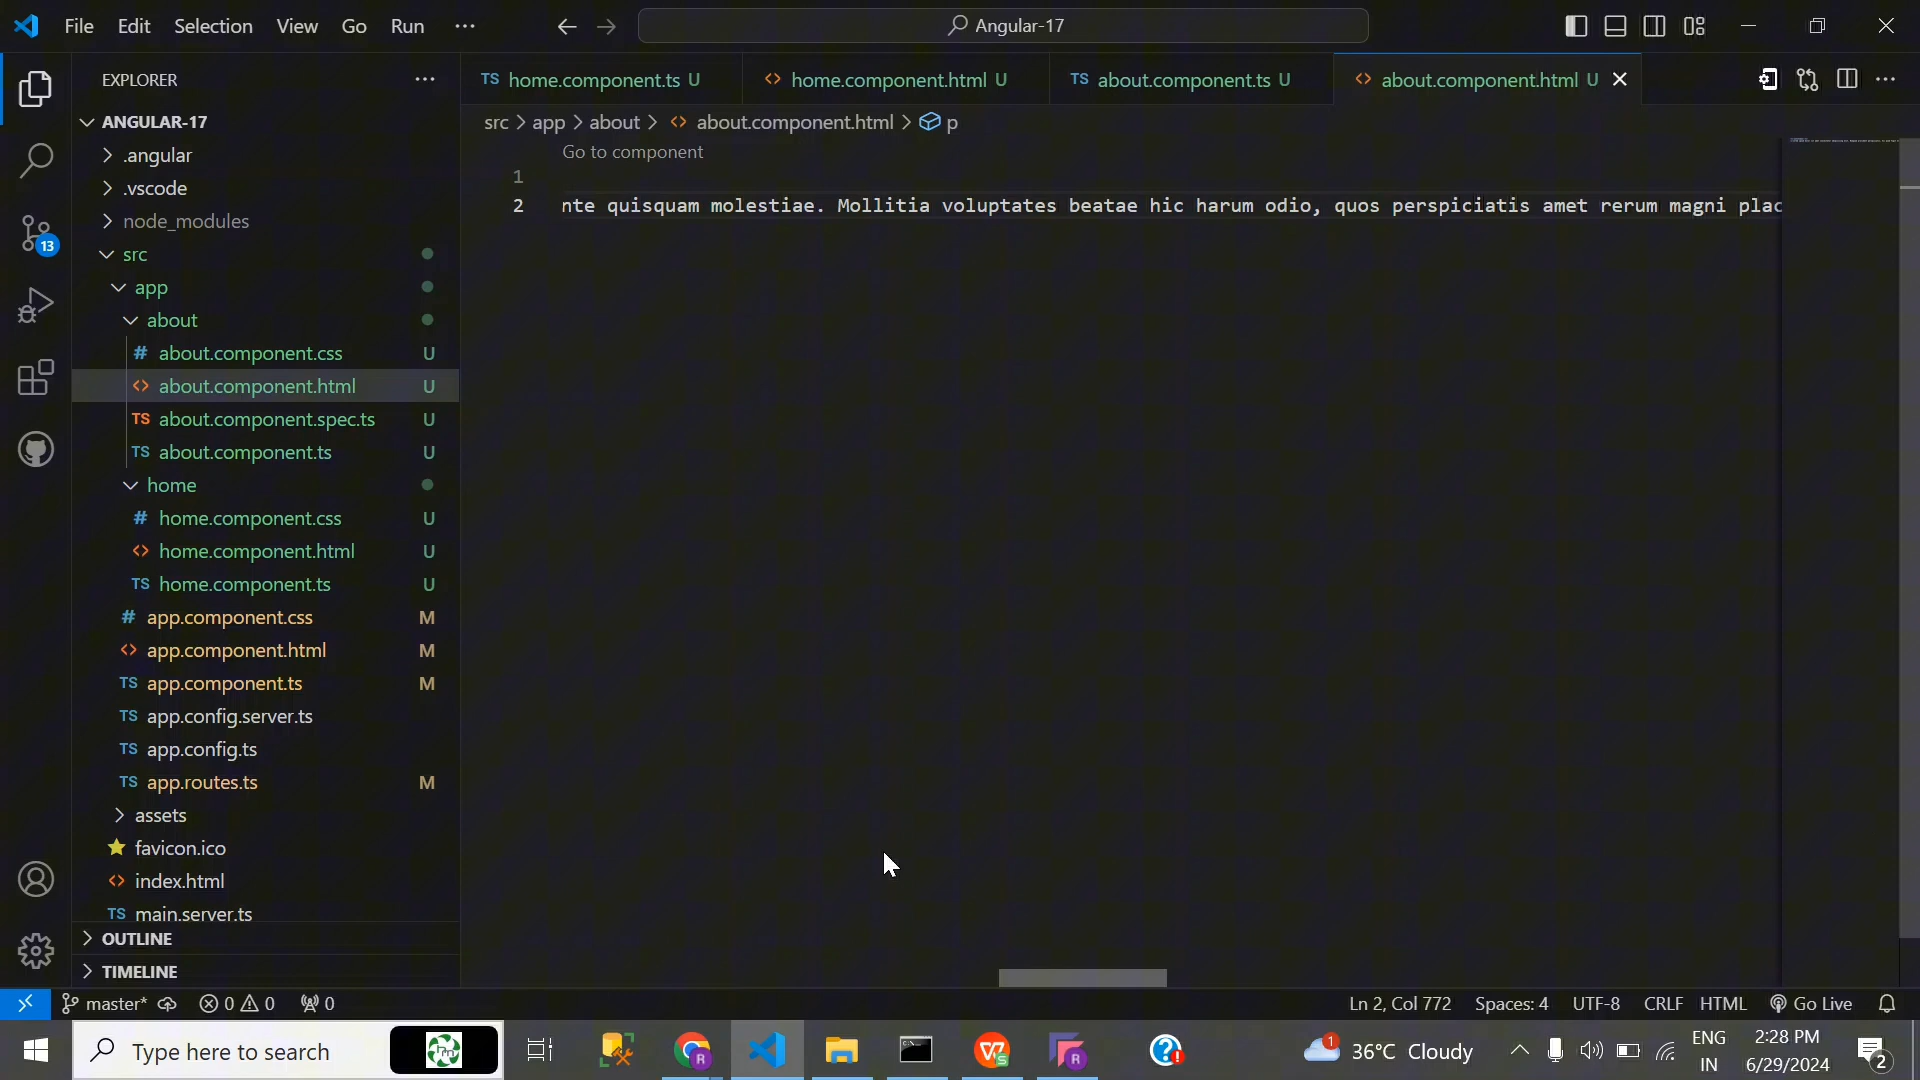 File Edit Selection View Go Run ···
Angular-17
EXPLORER
home.component.ts U
home.component.html U
about.component.ts U
about.component.html U
src > app > about > about.component.html > p
Go to component
1
2 nte quisquam molestiae. Mollitia voluptates beatae hic harum odio, quos perspiciatis amet rerum magni plac
ANGULAR-17
.angular
.vscode
node_modules
src
app
about
# about.component.css U
about.component.html U
TS about.component.spec.ts U
TS about.component.ts U
home
# home.component.css U
home.component.html U
TS home.component.ts U
# app.component.css M
app.component.html M
TS app.component.ts M
TS app.config.server.ts
TS app.config.ts
TS app.routes.ts M
assets
favicon.ico
index.html
TS main.server.ts
OUTLINE
TIMELINE
13
master* 0 0 0
Ln 2, Col 772 Spaces: 4 UTF-8 CRLF HTML Go Live
Type here to search
1 36°C Cloudy
ENG
IN
2:28 PM
6/29/2024
2